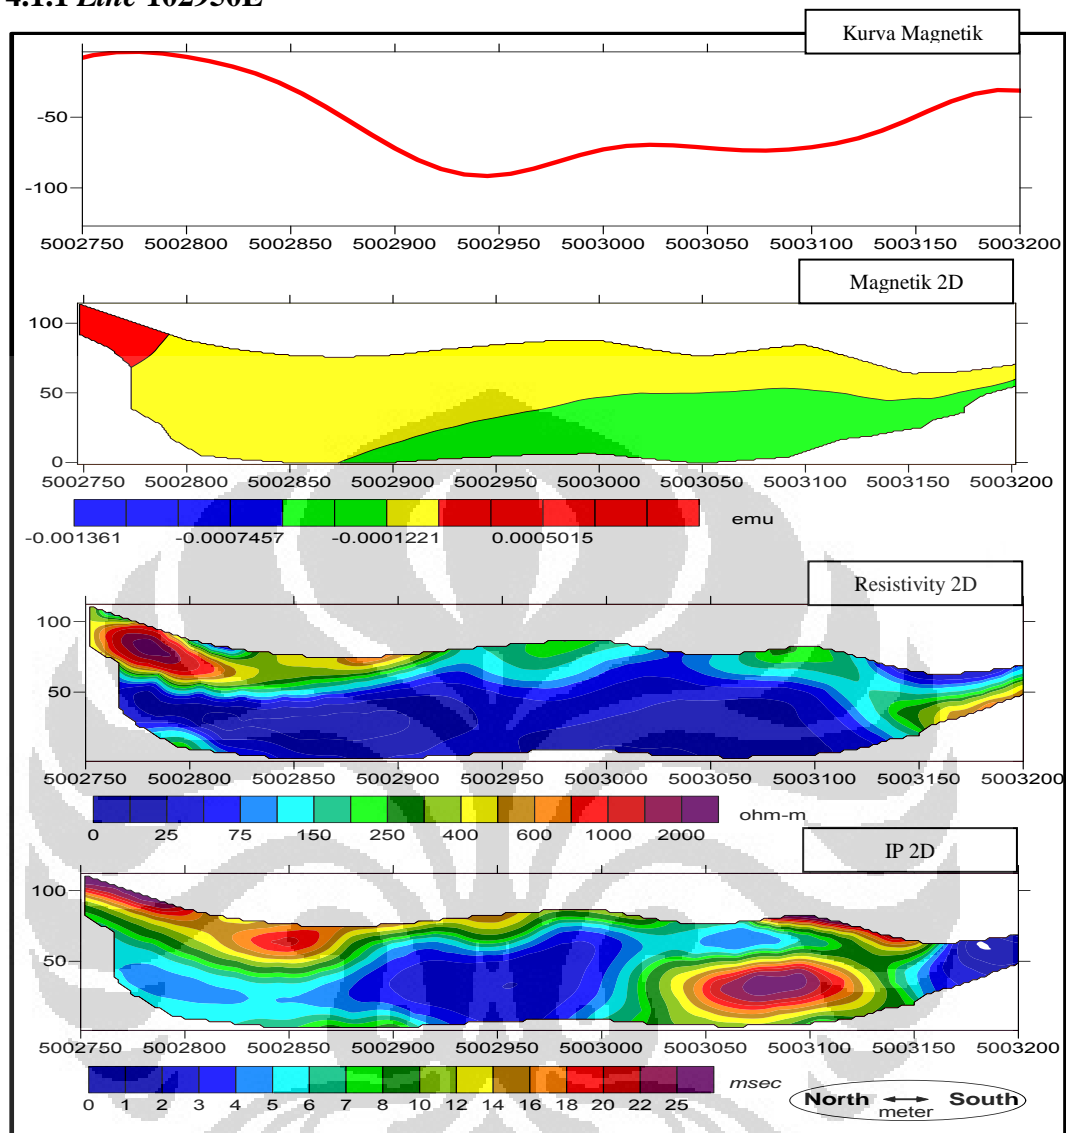 4.1.1 Line 102950E
Kurva Magnetik
-50
-100
5002750 5002800 5002850 5002900 5002950 5003000 5003050 5003100 5003150 5003200
Magnetik 2D
100
50
0
5002750 5002800 5002850 5002900 5002950 5003000 5003050 5003100 5003150 5003200
emu
-0.001361 -0.0007457 -0.0001221 0.0005015
Resistivity 2D
100
50
5002750 5002800 5002850 5002900 5002950 5003000 5003050 5003100 5003150 5003200
ohm-m
0 25 75 150 250 400 600 1000 2000
IP 2D
100
50
5002750 5002800 5002850 5002900 5002950 5003000 5003050 5003100 5003150 5003200
msec
0 1 2 3 4 5 6 7 8 10 12 14 16 18 20 22 25
North South
meter